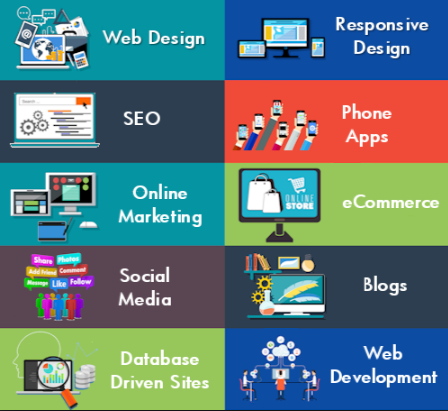 Web Design
Responsive
Design
SEO
Phone
Apps
Online
Marketing
ONLINE
STORE
eCommerce
Share Photos
Add Friend Comment
Message Like Follow
Social
Media
Blogs
Database
Driven Sites
Web
Development